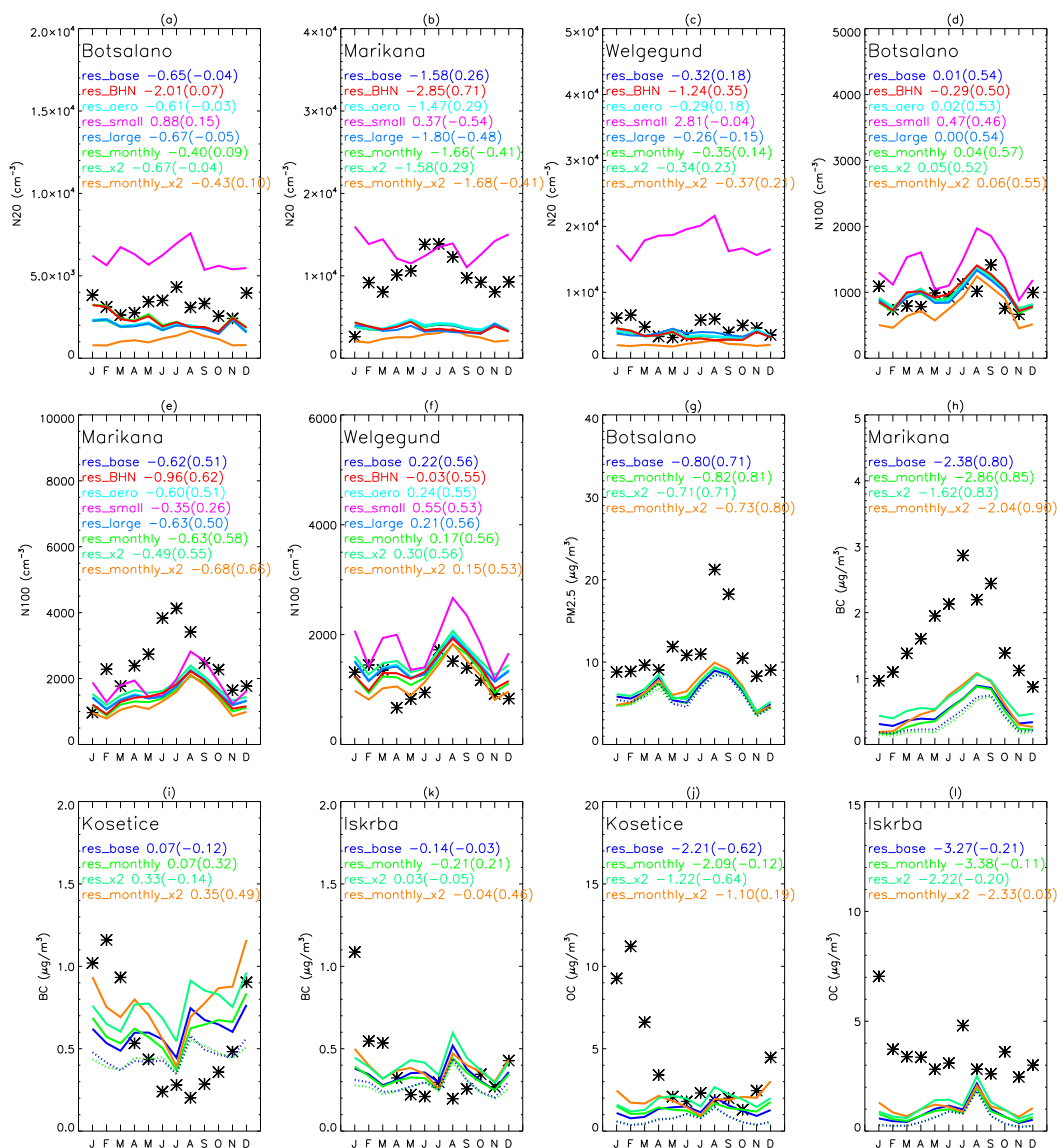 (a)
Botsalano
res_base −0.65(−0.04)
res_BHN −2.01(0.07)
res_aero −0.61(−0.03)
res_small 0.88(0.15)
res_large −0.67(−0.05)
res_monthly −0.40(0.09)
res_x2 −0.67(−0.04)
res_monthly_x2 −0.43(0.10)
2.0×10⁴
1.5×10⁴
1.0×10⁴
5.0×10³
0
N20 (cm⁻³)
J F M A M J J A S O N D
(b)
Marikana
res_base −1.58(0.26)
res_BHN −2.85(0.71)
res_aero −1.47(0.29)
res_small 0.37(−0.54)
res_large −1.80(−0.48)
res_monthly −1.66(−0.41)
res_x2 −1.58(0.29)
res_monthly_x2 −1.68(−0.41)
4×10⁴
3×10⁴
2×10⁴
1×10⁴
0
N20 (cm⁻³)
J F M A M J J A S O N D
(c)
Welgegund
res_base −0.32(0.18)
res_BHN −1.24(0.35)
res_aero −0.29(0.18)
res_small 2.81(−0.04)
res_large −0.26(−0.15)
res_monthly −0.35(0.14)
res_x2 −0.34(0.23)
res_monthly_x2 −0.37(0.21)
5×10⁴
4×10⁴
3×10⁴
2×10⁴
1×10⁴
0
N20 (cm⁻³)
J F M A M J J A S O N D
(d)
Botsalano
res_base 0.01(0.54)
res_BHN −0.29(0.50)
res_aero 0.02(0.53)
res_small 0.47(0.46)
res_large 0.00(0.54)
res_monthly 0.04(0.57)
res_x2 0.05(0.52)
res_monthly_x2 0.06(0.55)
5000
4000
3000
2000
1000
0
N100 (cm⁻³)
J F M A M J J A S O N D
(e)
Marikana
res_base −0.62(0.51)
res_BHN −0.96(0.62)
res_aero −0.60(0.51)
res_small −0.35(0.26)
res_large −0.63(0.50)
res_monthly −0.63(0.58)
res_x2 −0.49(0.55)
res_monthly_x2 −0.68(0.66)
10000
8000
6000
4000
2000
0
N100 (cm⁻³)
J F M A M J J A S O N D
(f)
Welgegund
res_base 0.22(0.56)
res_BHN −0.03(0.55)
res_aero 0.24(0.55)
res_small 0.55(0.53)
res_large 0.21(0.56)
res_monthly 0.17(0.56)
res_x2 0.30(0.56)
res_monthly_x2 0.15(0.53)
6000
4000
2000
0
N100 (cm⁻³)
J F M A M J J A S O N D
(g)
Botsalano
res_base −0.80(0.71)
res_monthly −0.82(0.81)
res_x2 −0.71(0.71)
res_monthly_x2 −0.73(0.80)
40
30
20
10
0
PM2.5 (μg/m³)
J F M A M J J A S O N D
(h)
Marikana
res_base −2.38(0.80)
res_monthly −2.86(0.85)
res_x2 −1.62(0.83)
res_monthly_x2 −2.04(0.90)
5
4
3
2
1
0
BC (μg/m³)
J F M A M J J A S O N D
(i)
Kosetice
res_base 0.07(−0.12)
res_monthly 0.07(0.32)
res_x2 0.33(−0.14)
res_monthly_x2 0.35(0.49)
2.0
1.5
1.0
0.5
0.0
BC (μg/m³)
J F M A M J J A S O N D
(k)
Iskrba
res_base −0.14(−0.03)
res_monthly −0.21(0.21)
res_x2 0.03(−0.05)
res_monthly_x2 −0.04(0.46)
2.0
1.5
1.0
0.5
0.0
BC (μg/m³)
J F M A M J J A S O N D
(j)
Kosetice
res_base −2.21(−0.62)
res_monthly −2.09(−0.12)
res_x2 −1.22(−0.64)
res_monthly_x2 −1.10(0.19)
20
15
10
5
0
OC (μg/m³)
J F M A M J J A S O N D
(l)
Iskrba
res_base −3.27(−0.21)
res_monthly −3.38(−0.11)
res_x2 −2.22(−0.20)
res_monthly_x2 −2.33(0.03)
15
10
5
0
OC (μg/m³)
J F M A M J J A S O N D